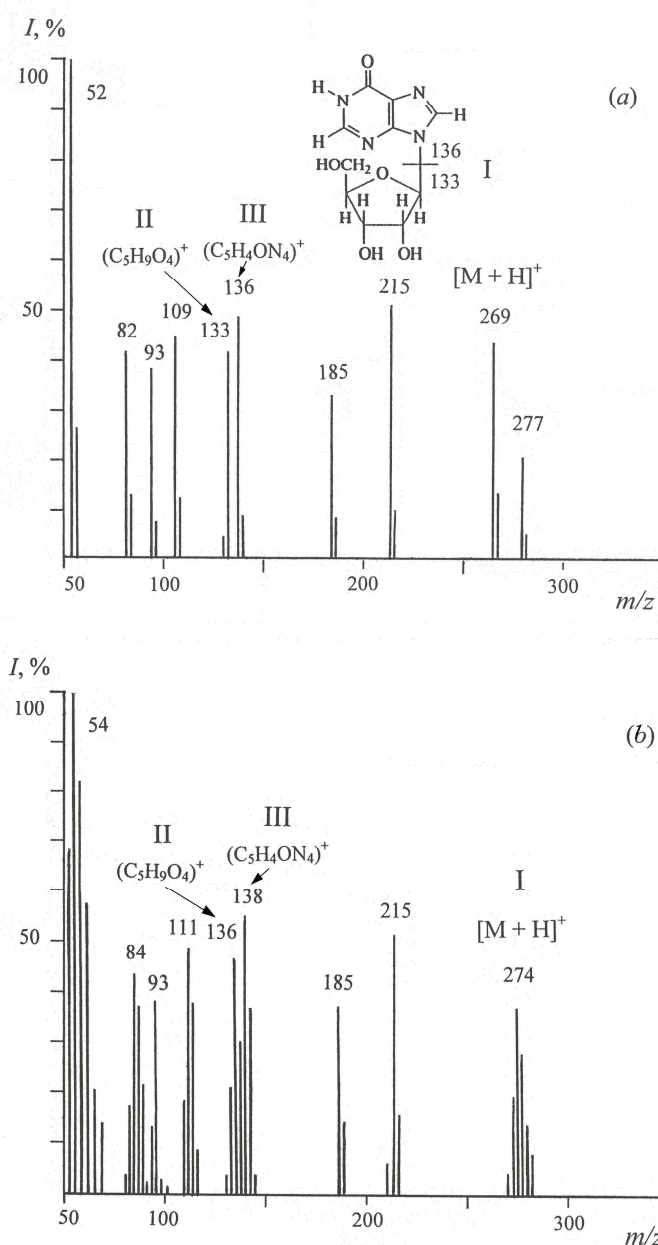 I, %
100
52
(a)
O
H
N
N
H
H
N
N
136
HOCH2
O
133
I
H
H
H
H
OH
OH
II
III
(C5H9O4)+
(C5H4ON4)+
136
215
[M + H]+
50
109
82
93
133
269
185
277
50
100
200
300
m/z
I, %
100
54
(b)
II
III
(C5H9O4)+
(C5H4ON4)+
138
I
[M + H]+
50
111
136
215
84
93
185
274
50
100
200
300
m/z